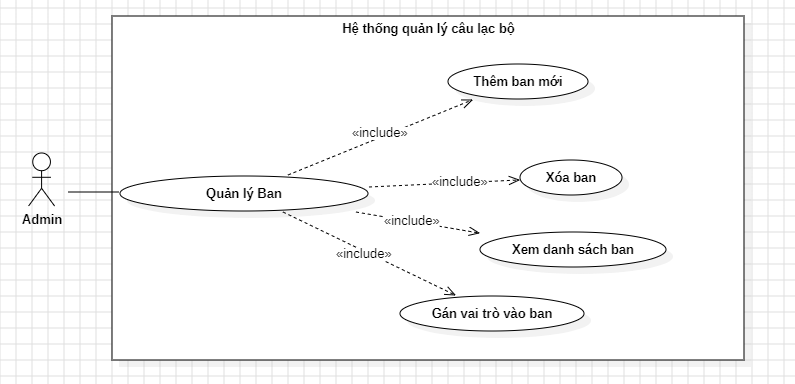 Hệ thống quản lý câu lạc bộ
Thêm ban mới
«include»
Xóa ban
«include»
Quản lý Ban
Admin
«include»
Xem danh sách ban
«include»
Gán vai trò vào ban